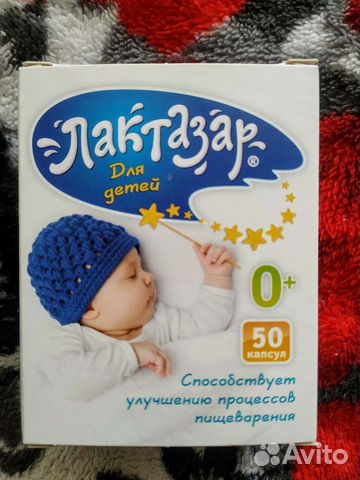 Лактазар®
Для
детей
0+
50
капсул
Способствует
улучшению процессов
пищеварения
Avito